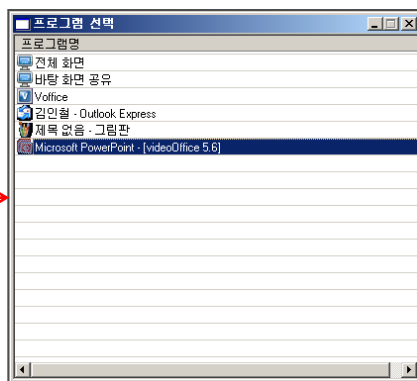 프로그램 선택
프로그램명
전체 화면
바탕 화면 공유
Voffice
김인철 - Outlook Express
제목 없음 - 그림판
Microsoft PowerPoint - [videoOffice 5.6]